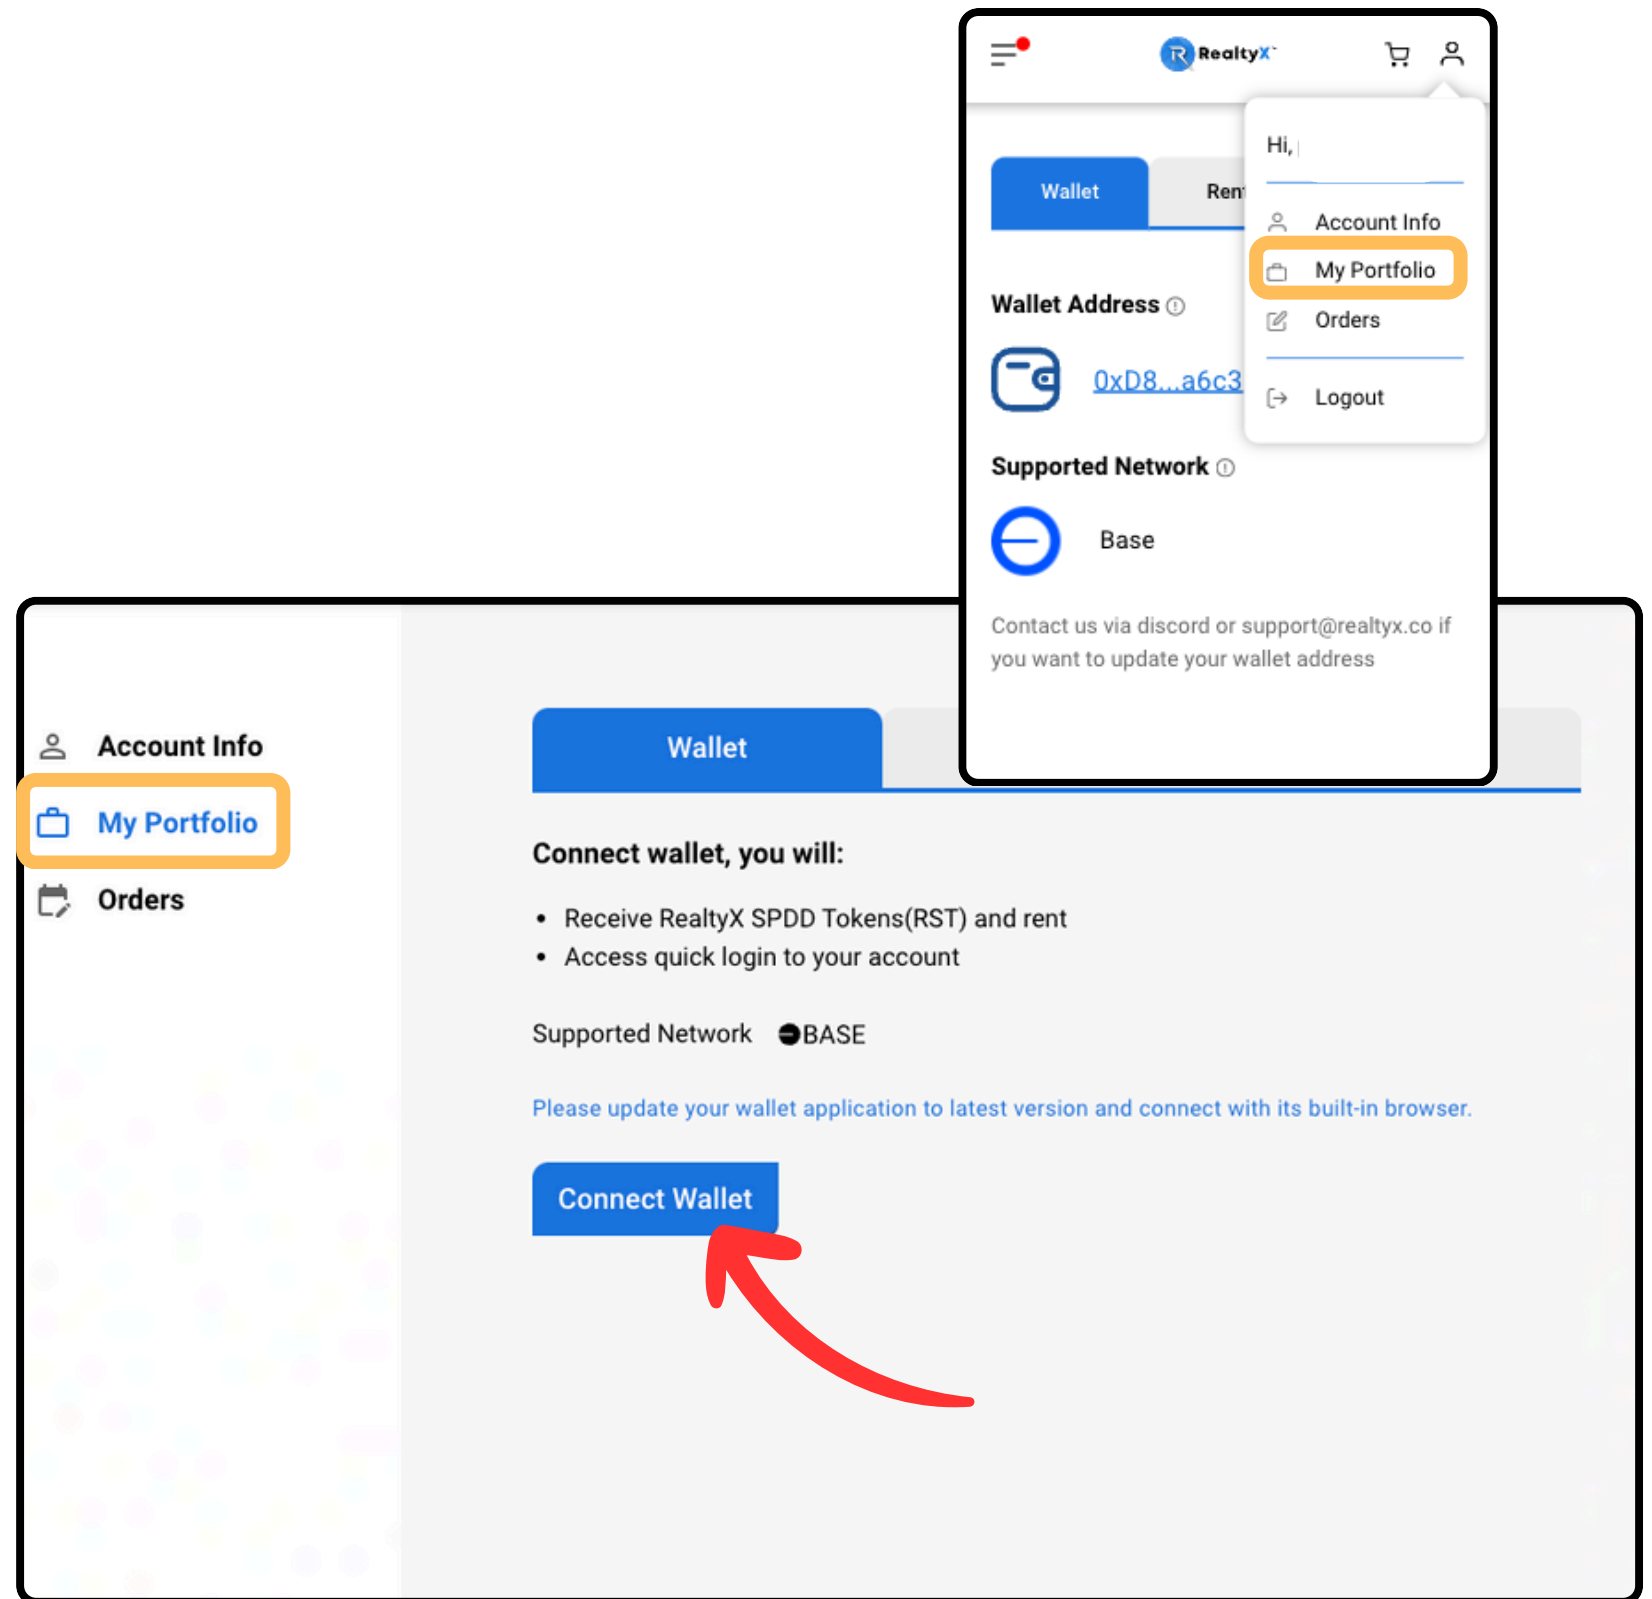 RealtyX
Hi,
Wallet
Account Info
My Portfolio
Wallet Address
Orders
0xD8...a6c3
Logout
Supported Network
Base
Contact us via discord or support@realtyx.co if
you want to update your wallet address
Account Info
My Portfolio
Orders
Wallet
Connect wallet, you will:
• Receive RealtyX SPDD Tokens(RST) and rent
• Access quick login to your account
Supported Network BASE
Please update your wallet application to latest version and connect with its built-in browser.
Connect Wallet